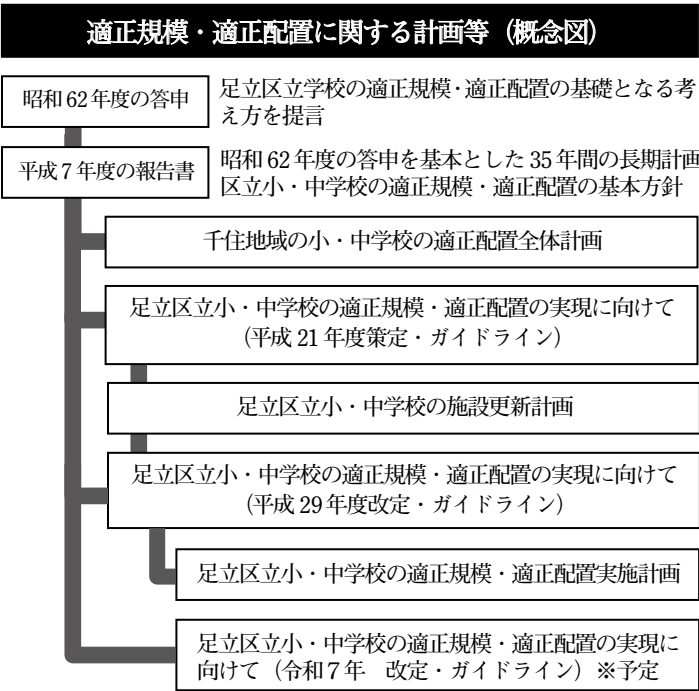 適正規模・適正配置に関する計画等（概念図）
昭和62年度の答申
足立区立学校の適正規模・適正配置の基礎となる考
え方を提言
平成７年度の報告書
昭和62年度の答申を基本とした35年間の長期計画
区立小・中学校の適正規模・適正配置の基本方針
千住地域の小・中学校の適正配置全体計画
足立区立小・中学校の適正規模・適正配置の実現に向けて
（平成21年度策定・ガイドライン）
足立区立小・中学校の施設更新計画
足立区立小・中学校の適正規模・適正配置の実現に向けて
（平成29年度改定・ガイドライン）
足立区立小・中学校の適正規模・適正配置実施計画
足立区立小・中学校の適正規模・適正配置の実現に
向けて（令和７年　改定・ガイドライン）※予定